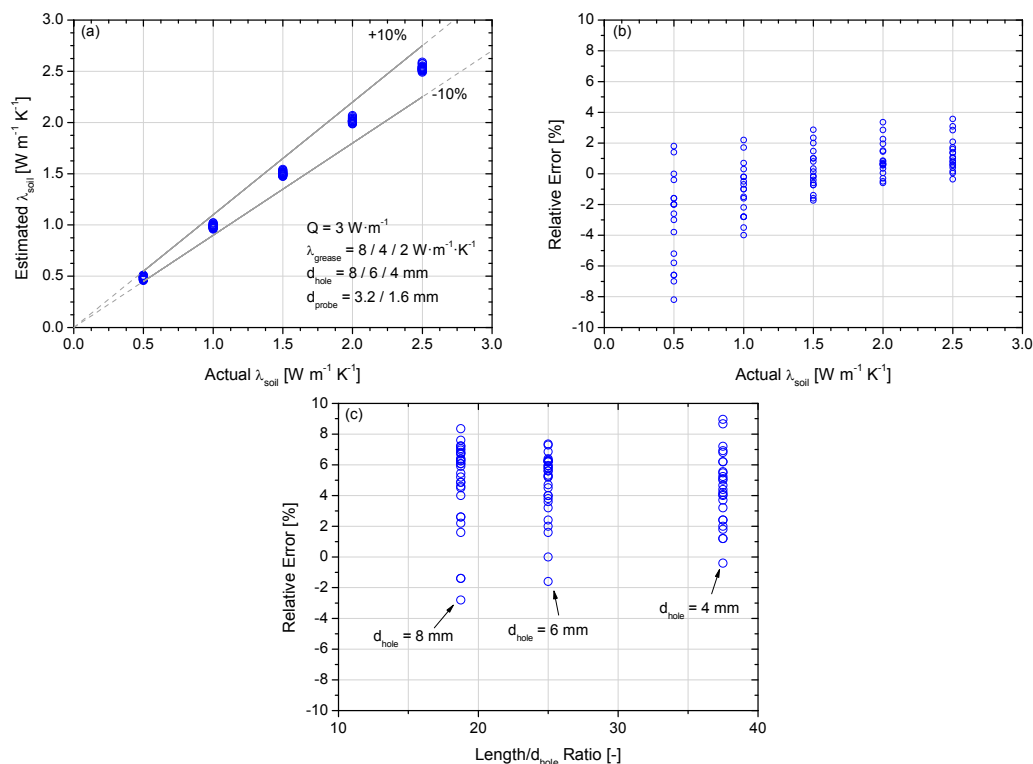 (a)
+10%
-10%
3.0
2.5
2.0
1.5
1.0
0.5
0.0
Estimated λsoil [W m-1 K-1]
Q = 3 W·m-1
λgrease = 8 / 4 / 2 W·m-1·K-1
dhole = 8 / 6 / 4 mm
dprobe = 3.2 / 1.6 mm
0.0 0.5 1.0 1.5 2.0 2.5 3.0
Actual λsoil [W m-1 K-1]
(b)
10
8
6
4
2
0
-2
-4
-6
-8
-10
Relative Error [%]
0.0 0.5 1.0 1.5 2.0 2.5 3.0
Actual λsoil [W m-1 K-1]
(c)
10
8
6
4
2
0
-2
-4
-6
-8
-10
Relative Error [%]
dhole = 8 mm
dhole = 6 mm
dhole = 4 mm
10 20 30 40
Length/dhole Ratio [-]